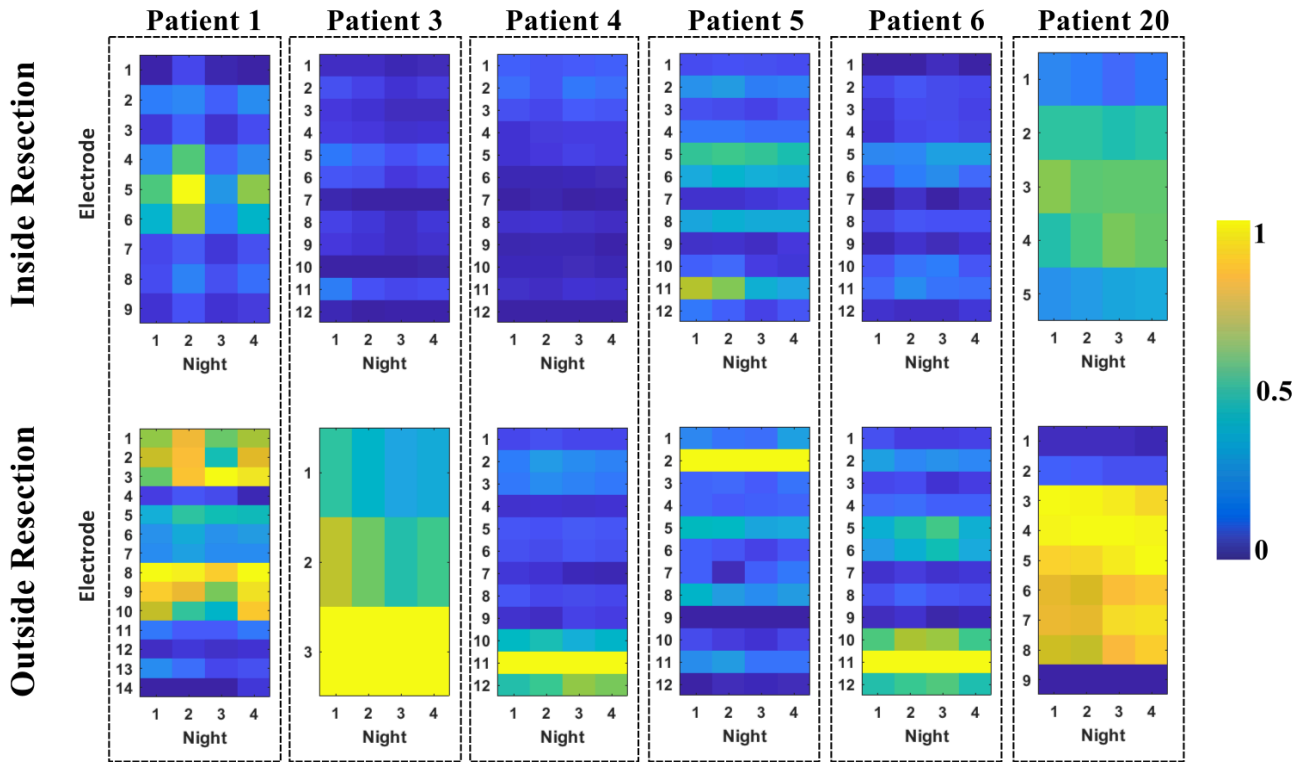 Patient 1 Patient 3 Patient 4 Patient 5 Patient 6 Patient 20
Inside Resection
Electrode
1 2 3 4 5 6 7 8 9
1 2 3 4
Night
1 2 3 4 5 6 7 8 9 10 11 12
1 2 3 4
Night
1 2 3 4 5 6 7 8 9 10 11 12
1 2 3 4
Night
1 2 3 4 5 6 7 8 9 10 11 12
1 2 3 4
Night
1 2 3 4 5 6 7 8 9 10 11 12
1 2 3 4
Night
1 2 3 4 5
1 2 3 4
Night
Outside Resection
Electrode
1 2 3 4 5 6 7 8 9 10 11 12 13 14
1 2 3 4
Night
1 2 3
1 2 3 4
Night
1 2 3 4 5 6 7 8 9 10 11 12
1 2 3 4
Night
1 2 3 4 5 6 7 8 9 10 11 12
1 2 3 4
Night
1 2 3 4 5 6 7 8 9 10 11 12
1 2 3 4
Night
1 2 3 4 5 6 7 8 9
1 2 3 4
Night
1
0.5
0